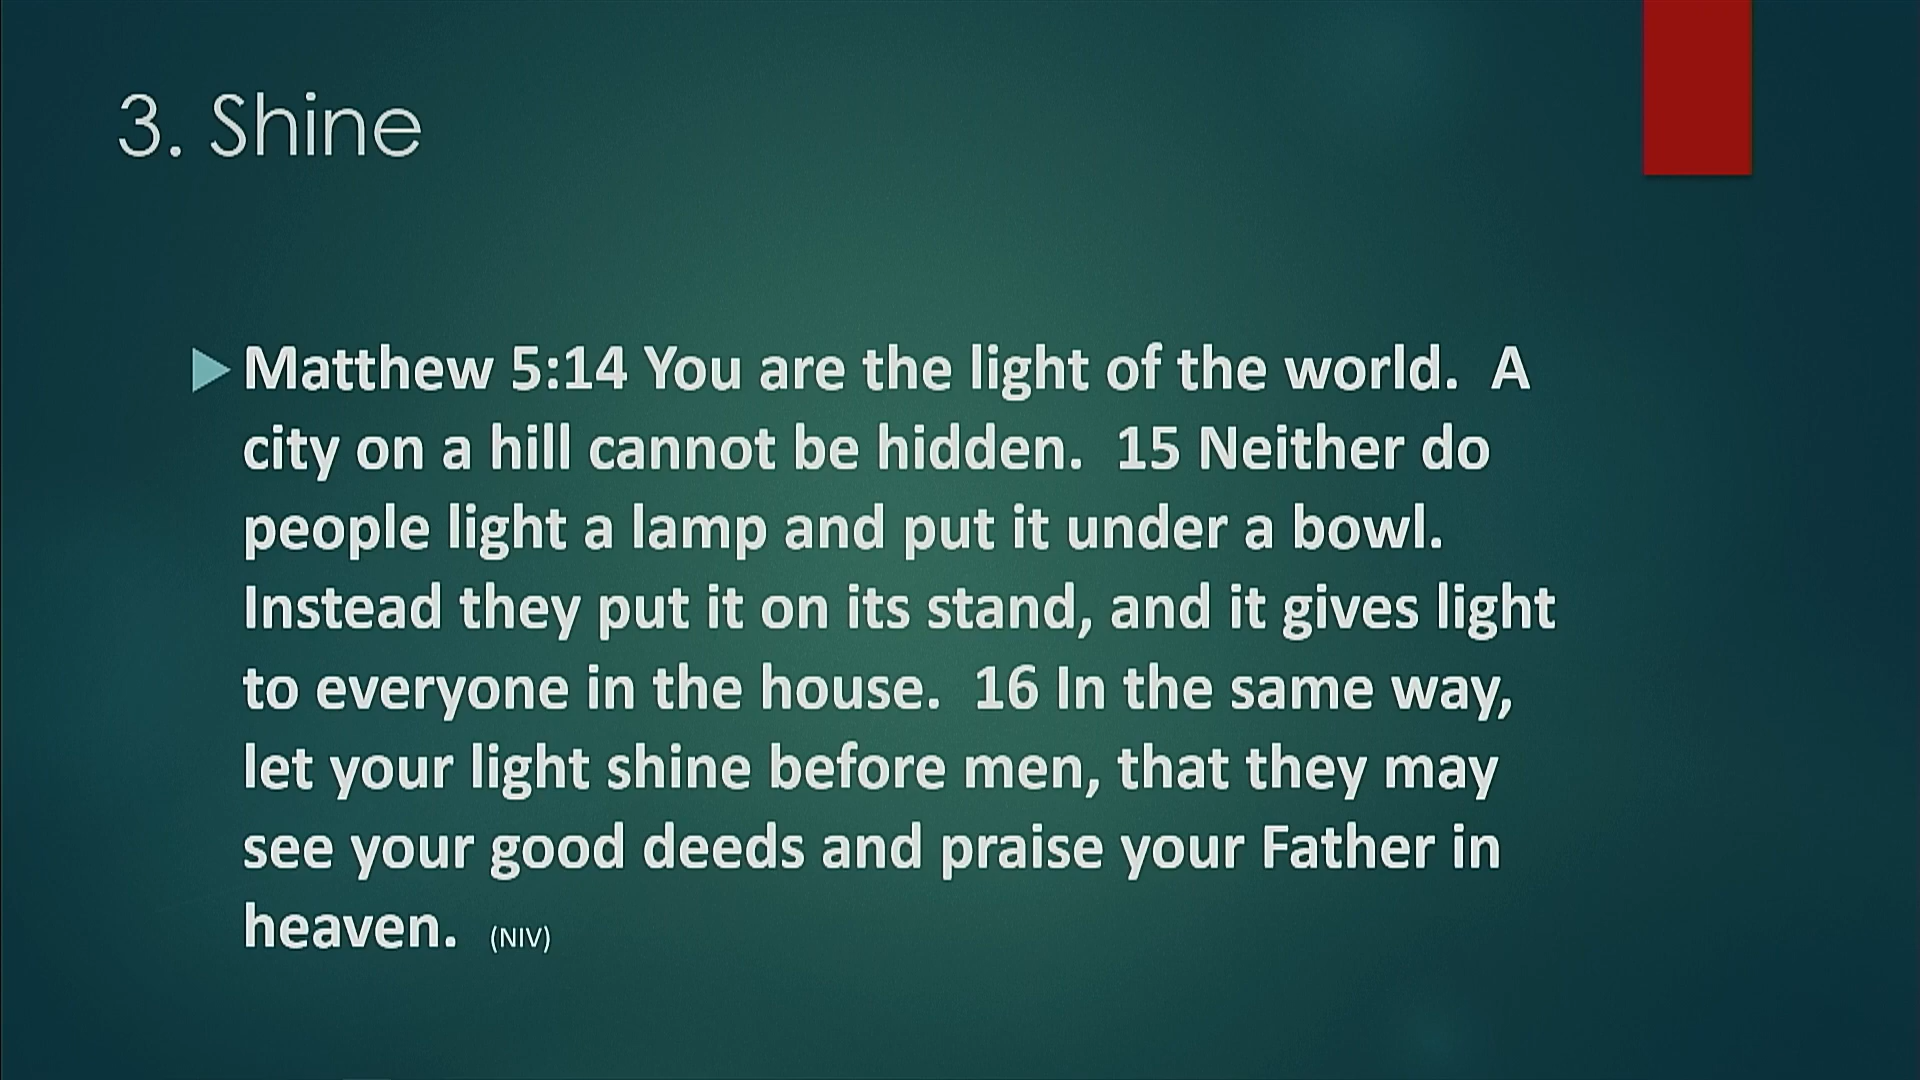 3. Shine
Matthew 5:14 You are the light of the world.  A
city on a hill cannot be hidden.  15 Neither do
people light a lamp and put it under a bowl.
Instead they put it on its stand, and it gives light
to everyone in the house.  16 In the same way,
let your light shine before men, that they may
see your good deeds and praise your Father in
heaven.  (NIV)